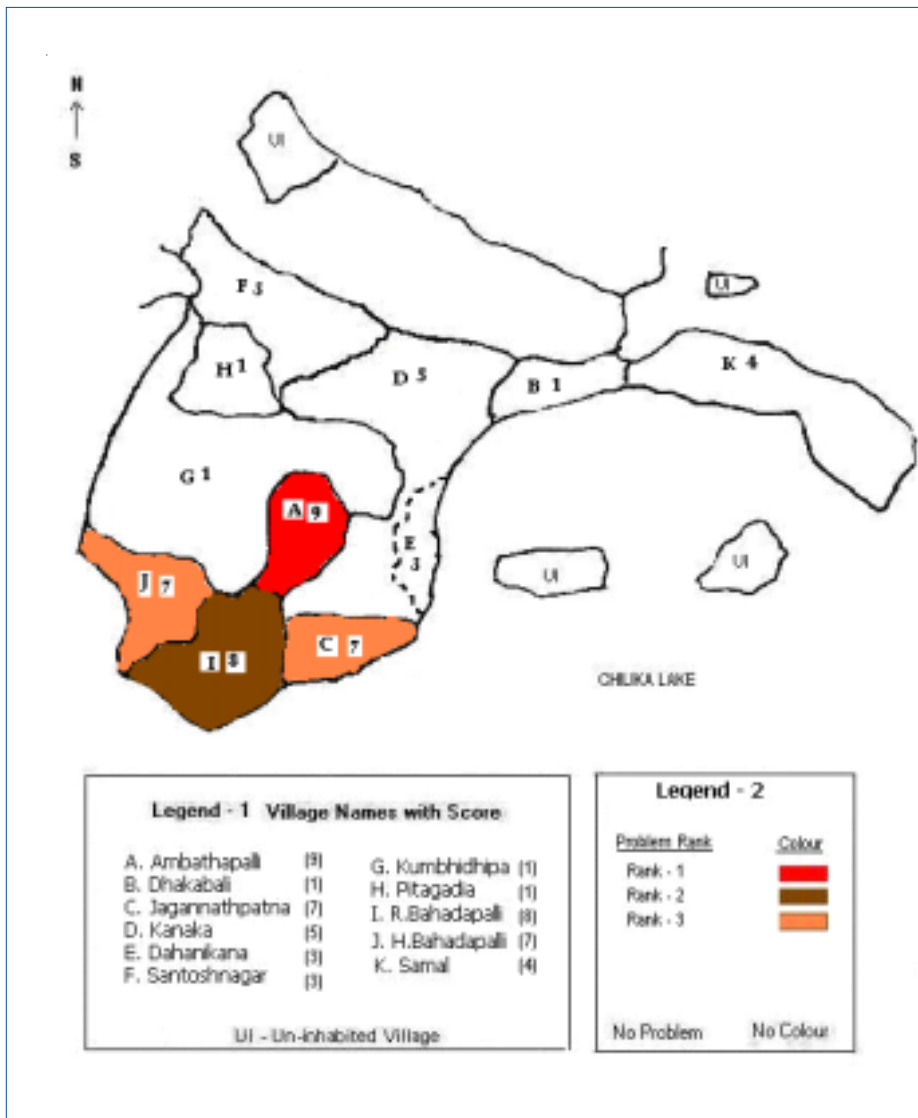 N
S
UI
F 3
UI
H 1
D 5
B 1
K 4
G 1
A 9
E 3
UI
UI
J 7
I 8
C 7
CHILIKA LAKE
Legend - 1 Village Names with Score
A. Ambathapalli (9)
B. Dhakabali (1)
C. Jagannathpatna (7)
D. Kanaka (5)
E. Dahanikana (3)
F. Santoshnagar (3)
G. Kumbhidhipa (1)
H. Pitagadia (1)
I. R.Bahadapalli (8)
J. H.Bahadapalli (7)
K. Samal (4)
UI - Un-inhabited Village
Legend - 2
Problem Rank Colour
Rank - 1
Rank - 2
Rank - 3
No Problem No Colour